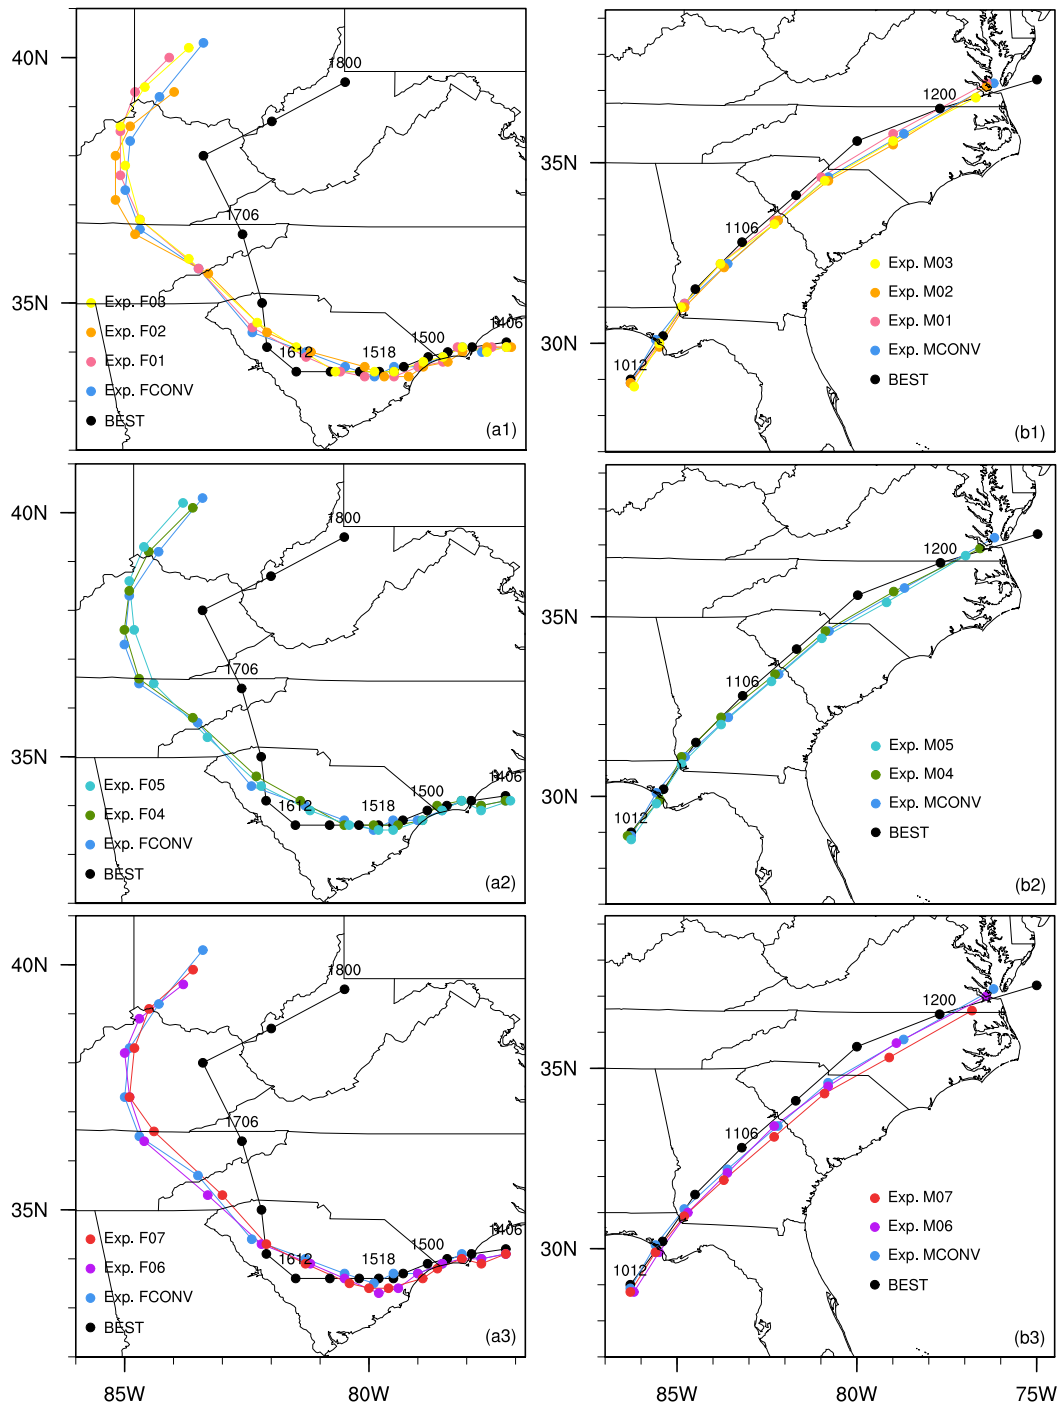 40N
35N
1800
1706
1612
1518
1500
1406
Exp. F03
Exp. F02
Exp. F01
Exp. FCONV
BEST
(a1)
35N
30N
1200
1106
1012
Exp. M03
Exp. M02
Exp. M01
Exp. MCONV
BEST
(b1)
40N
35N
1800
1706
1612
1518
1500
1406
Exp. F05
Exp. F04
Exp. FCONV
BEST
(a2)
35N
30N
1200
1106
1012
Exp. M05
Exp. M04
Exp. MCONV
BEST
(b2)
40N
35N
1800
1706
1612
1518
1500
1406
Exp. F07
Exp. F06
Exp. FCONV
BEST
(a3)
85W 80W
35N
30N
1200
1106
1012
Exp. M07
Exp. M06
Exp. MCONV
BEST
(b3)
85W 80W 75W